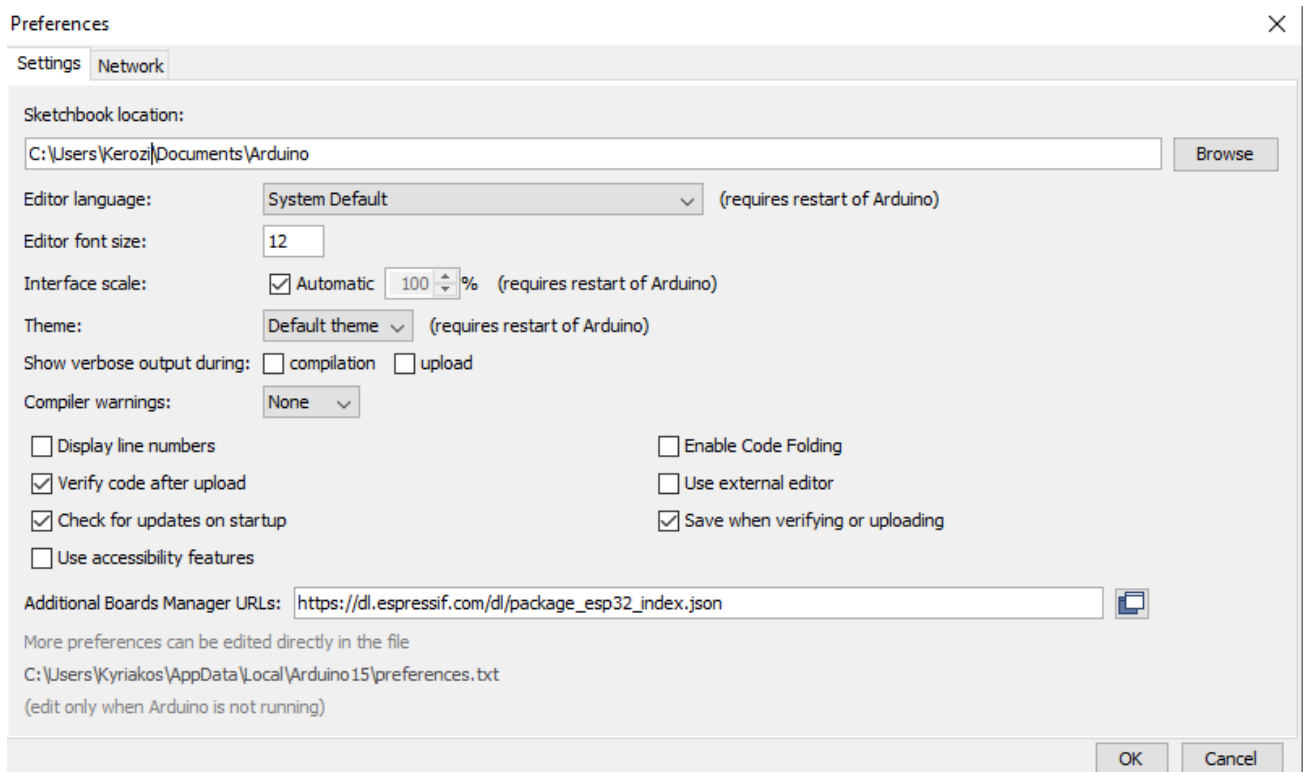 Preferences
Settings Network
Sketchbook location:
C:\Users\Kerozi\Documents\Arduino Browse
Editor language: System Default (requires restart of Arduino)
Editor font size: 12
Interface scale: Automatic 100 % (requires restart of Arduino)
Theme: Default theme (requires restart of Arduino)
Show verbose output during: compilation upload
Compiler warnings: None
Display line numbers Enable Code Folding
Verify code after upload Use external editor
Check for updates on startup Save when verifying or uploading
Use accessibility features
Additional Boards Manager URLs: https://dl.espressif.com/dl/package_esp32_index.json
More preferences can be edited directly in the file
C:\Users\Kyriakos\AppData\Local\Arduino15\preferences.txt
(edit only when Arduino is not running)
OK Cancel